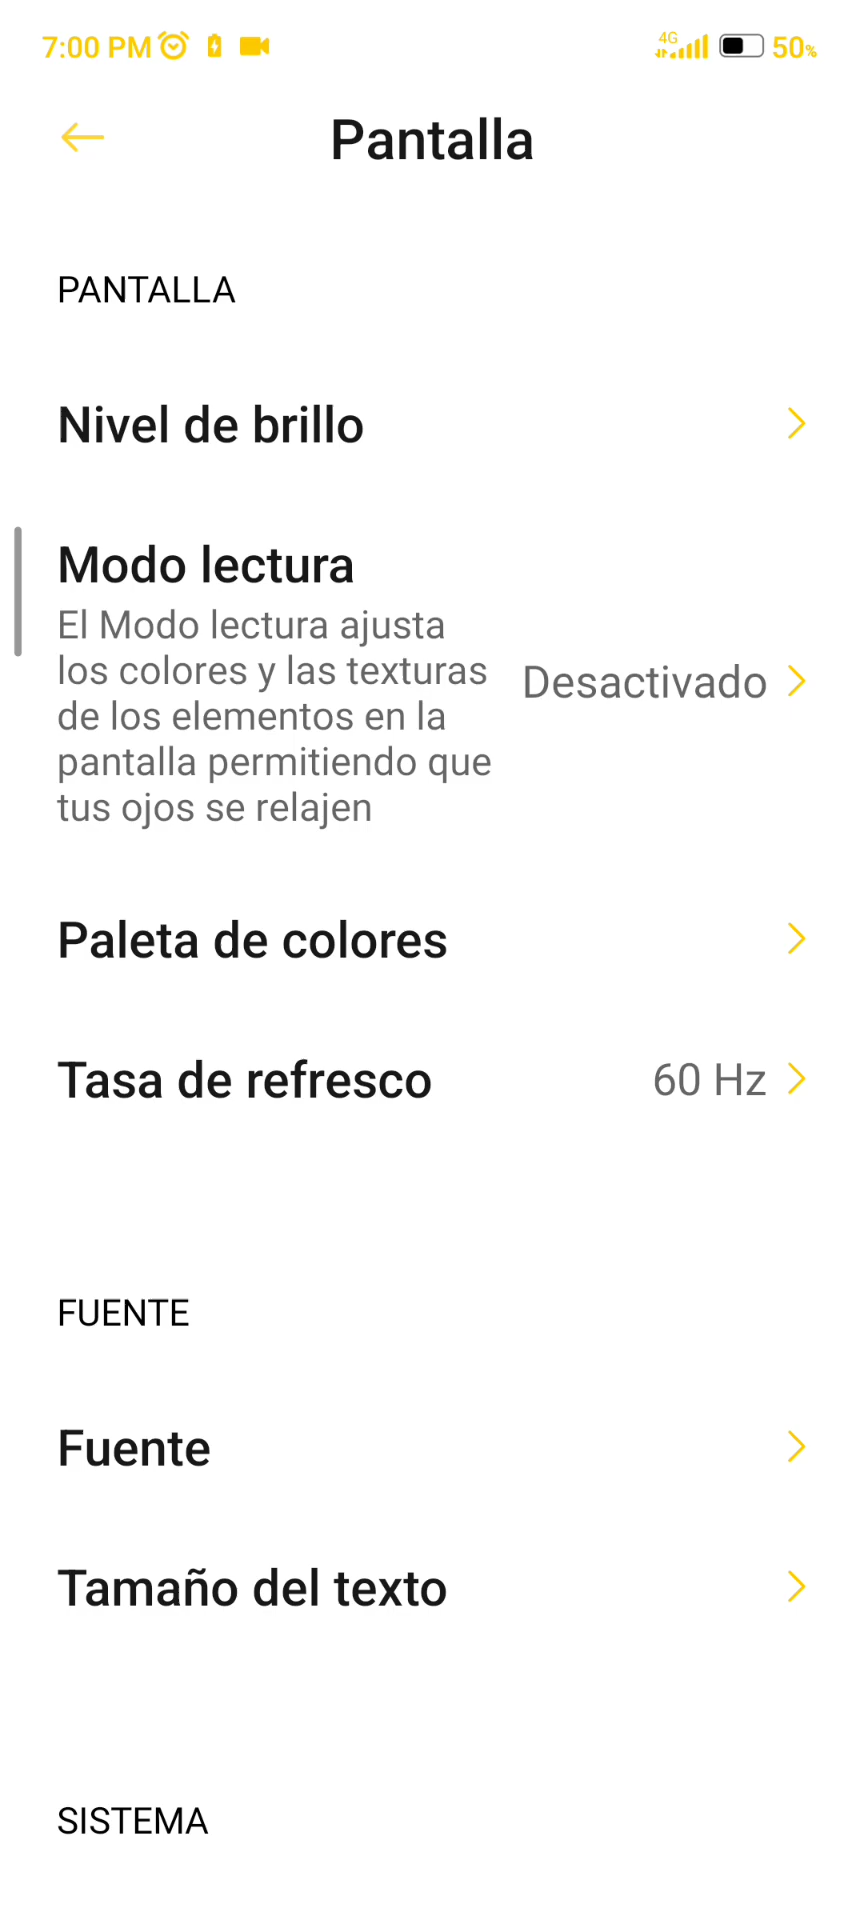 7:00 PM 4G 50%
Pantalla
PANTALLA
Nivel de brillo
Modo lectura
El Modo lectura ajusta
los colores y las texturas
de los elementos en la
pantalla permitiendo que
tus ojos se relajen
Desactivado
Paleta de colores
Tasa de refresco 60 Hz
FUENTE
Fuente
Tamaño del texto
SISTEMA